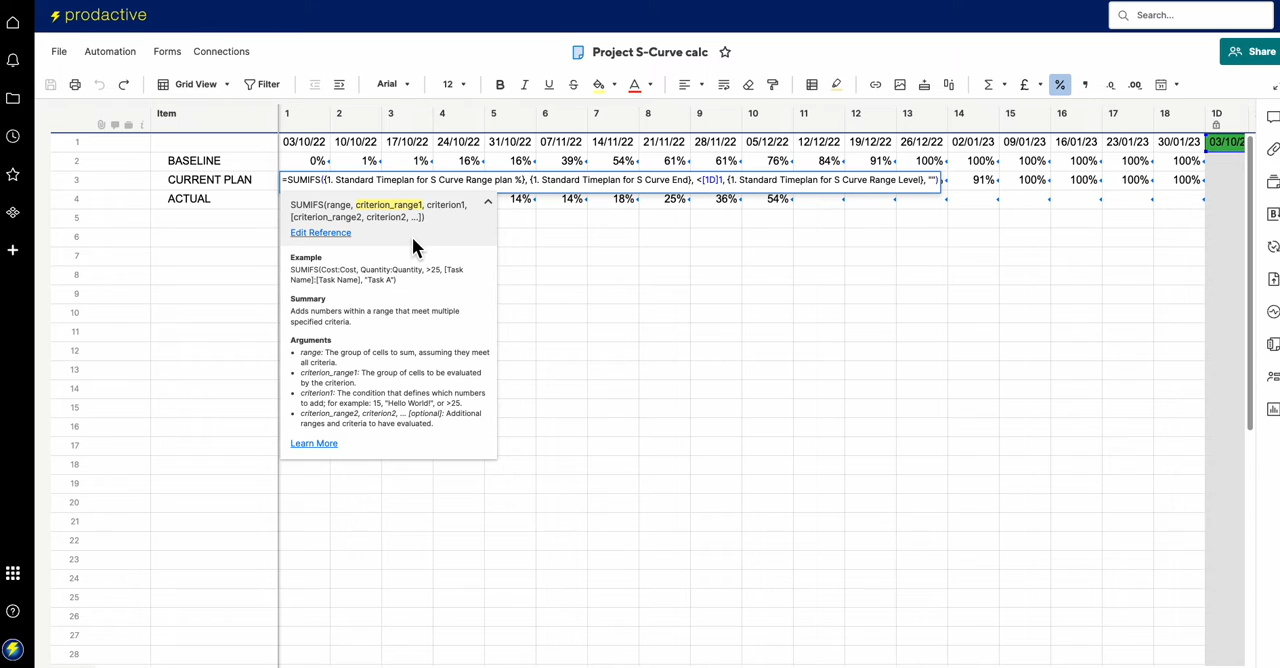 prodactive
Search...
File Automation Forms Connections
Project S-Curve calc
Share
Grid View Filter Arial 12 B I U S A Σ £ % .0 .00
Item 1 2 3 4 5 6 7 8 9 10 11 12 13 14 15 16 17 18 1D
1 03/10/22 10/10/22 17/10/22 24/10/22 31/10/22 07/11/22 14/11/22 21/11/22 28/11/22 05/12/22 12/12/22 19/12/22 26/12/22 02/01/23 09/01/23 16/01/23 23/01/23 30/01/23 03/10/2
2 BASELINE 0% 1% 1% 16% 16% 39% 54% 61% 61% 76% 84% 91% 100% 100% 100% 100% 100% 100%
3 CURRENT PLAN =SUMIFS({1. Standard Timeplan for S Curve Range plan %}, {1. Standard Timeplan for S Curve End}, <[1D]1, {1. Standard Timeplan for S Curve Range Level}, "") 91% 100% 100% 100% 100%
4 ACTUAL 14% 14% 18% 25% 36% 54%
SUMIFS(range, criterion_range1, criterion1,
[criterion_range2, criterion2, ...])
Edit Reference
Example
SUMIFS(Cost:Cost, Quantity:Quantity, >25, [Task
Name]:[Task Name], "Task A")
Summary
Adds numbers within a range that meet multiple
specified criteria.
Arguments
• range: The group of cells to sum, assuming they meet
all criteria.
• criterion_range1: The group of cells to be evaluated
by the criterion.
• criterion1: The condition that defines which numbers
to add; for example: 15, "Hello World!", or >25.
• criterion_range2, criterion2, ... [optional]: Additional
ranges and criteria to have evaluated.
Learn More
5
6
7
8
9
10
11
12
13
14
15
16
17
18
19
20
21
22
23
24
25
26
27
28